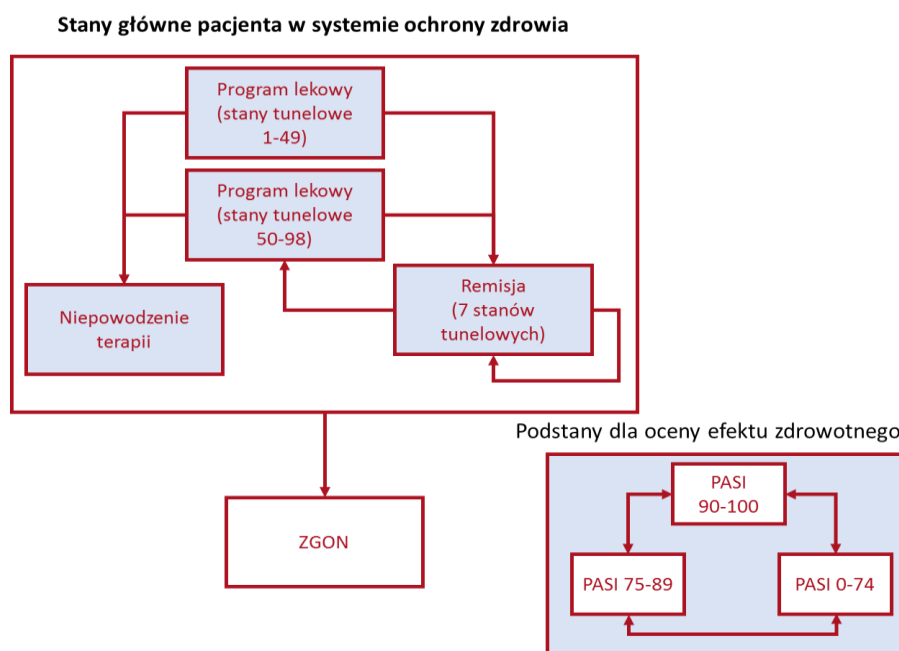 Stany główne pacjenta w systemie ochrony zdrowia
Program lekowy
(stany tunelowe
1-49)
Program lekowy
(stany tunelowe
50-98)
Remisja
(7 stanów
tunelowych)
Niepowodzenie
terapii
ZGON
Podstany dla oceny efektu zdrowotnego
PASI
90-100
PASI 75-89
PASI 0-74